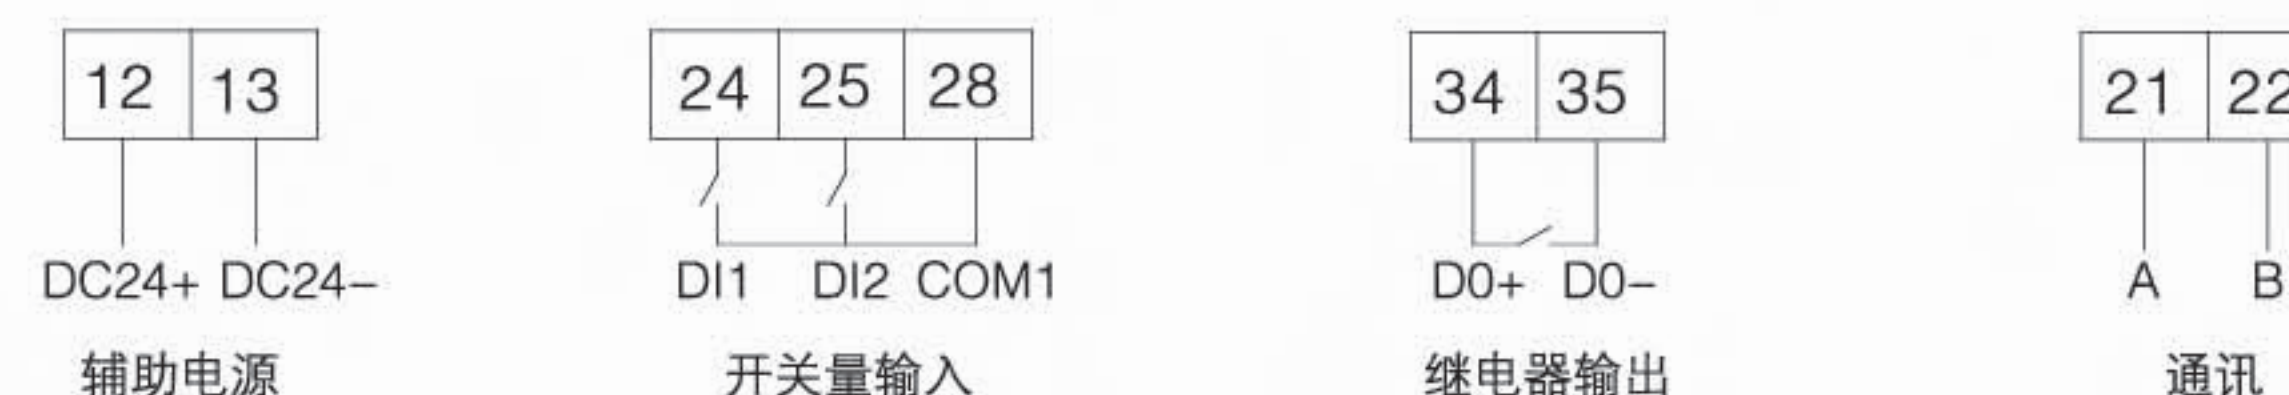 12 13 24 25 28 34 35 21 22
DC24+ DC24- DI1 DI2 COM1 D0+ D0- A B
辅助电源 开关量输入 继电器输出 通讯